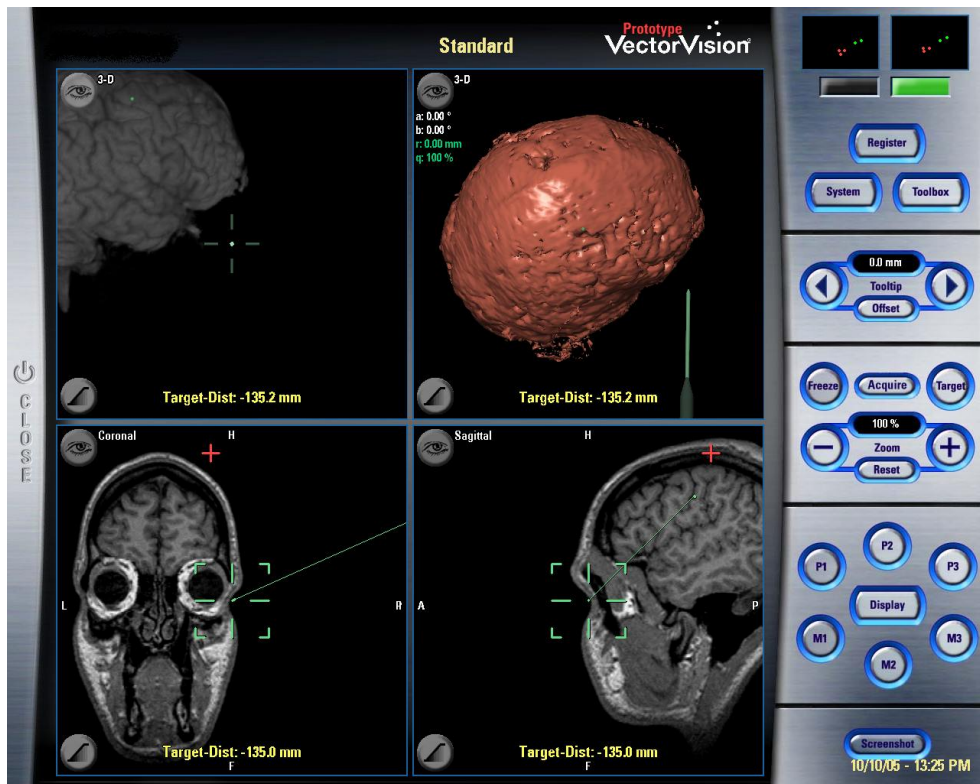 Standard
Prototype
VectorVision²
3-D
Target-Dist: -135.2 mm
3-D
a: 0.00 °
b: 0.00 °
r: 0.00 mm
q: 100 %
Target-Dist: -135.2 mm
Coronal
H
L
R
Target-Dist: -135.0 mm
F
Sagittal
H
A
P
Target-Dist: -135.0 mm
F
CLOSE
Register
System
Toolbox
0.0 mm
Tooltip
Offset
Freeze
Acquire
Target
100 %
Zoom
Reset
P1
P2
P3
Display
M1
M2
M3
Screenshot
10/10/05 - 13:25 PM